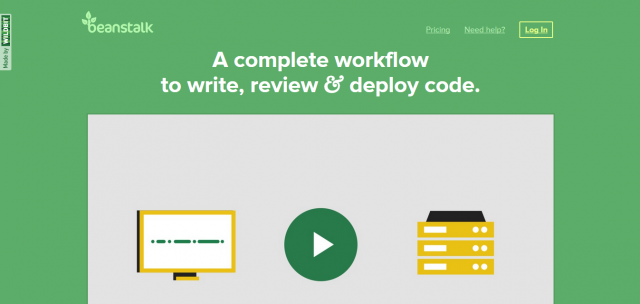 beanstalk
Pricing
Need help?
Log In
Made by WILDBIT
A complete workflow
to write, review & deploy code.